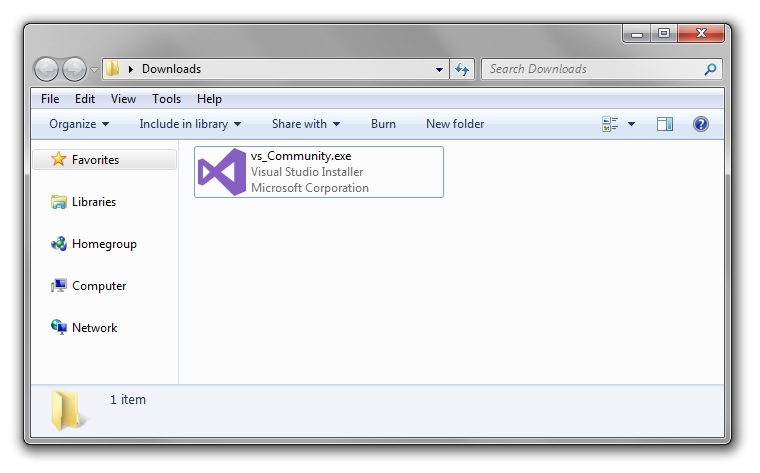 Downloads
Search Downloads
File Edit View Tools Help
Organize Include in library Share with Burn New folder
Favorites
vs_Community.exe
Visual Studio Installer
Microsoft Corporation
Libraries
Homegroup
Computer
Network
1 item